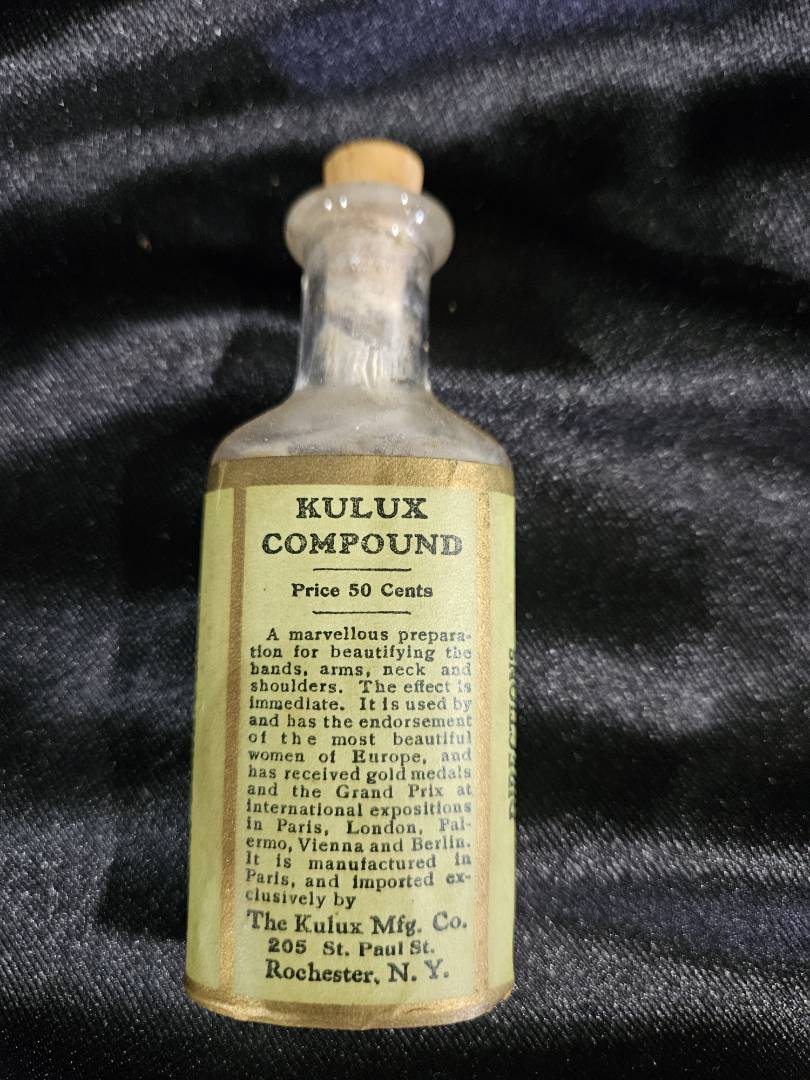 KULUX
COMPOUND
Price 50 Cents
A marvellous prepara-
tion for beautifying the
hands, arms, neck and
shoulders. The effect is
immediate. It is used by
and has the endorsement
of the most beautiful
women of Europe, and
has received gold medals
and the Grand Prix at
international expositions
in Paris, London, Pal-
ermo, Vienna and Berlin.
It is manufactured in
Paris, and imported ex-
clusively by
The Kulux Mfg. Co.
205 St. Paul St.
Rochester, N. Y.
DIRECTIONS